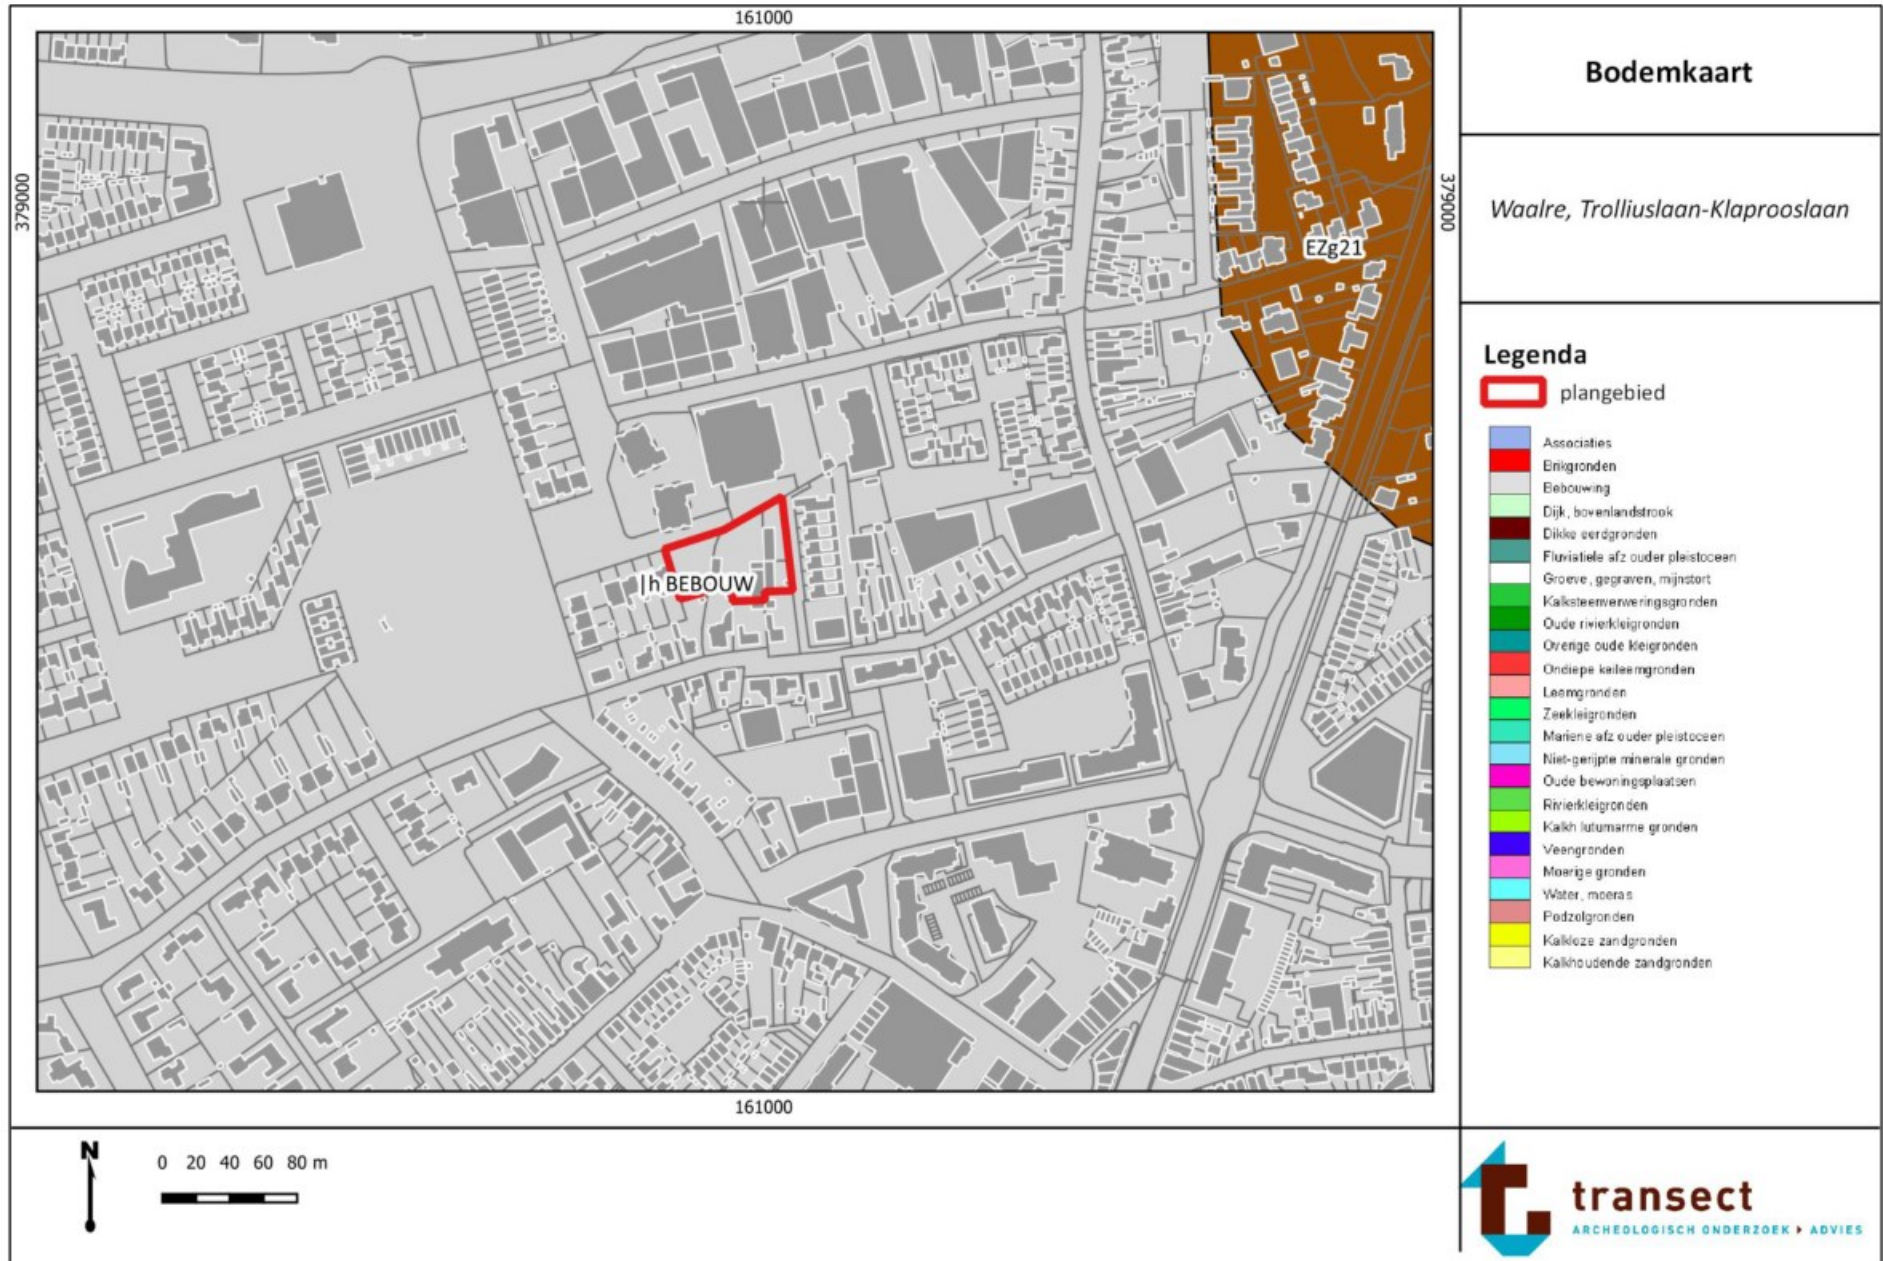 161000
Bodemkaart
379000
379000
Waalre, Trolliuslaan-Klaprooslaan
EZg21
Legenda
plangebied
Associaties
Brikgronden
Bebouwing
Dijk, bovenlandstrook
Dikke eerdgronden
Fluviatiele afz ouder pleistoceen
Groeve, gegraven, mijnstort
Kalksteenverweringsgronden
Oude rivierkleigronden
Overige oude kleigronden
Ondiepe keileemgronden
Leemgronden
Zeekleigronden
Mariene afz ouder pleistoceen
Niet-gerijpte minerale gronden
Oude bewoningsplaatsen
Rivierkleigronden
Kalkh lutumarme gronden
Veengronden
Moerige gronden
Water, moeras
Podzolgronden
Kalkloze zandgronden
Kalkhoudende zandgronden
|h BEBOUW
161000
N
0 20 40 60 80 m
transect
ARCHEOLOGISCH ONDERZOEK ▸ ADVIES